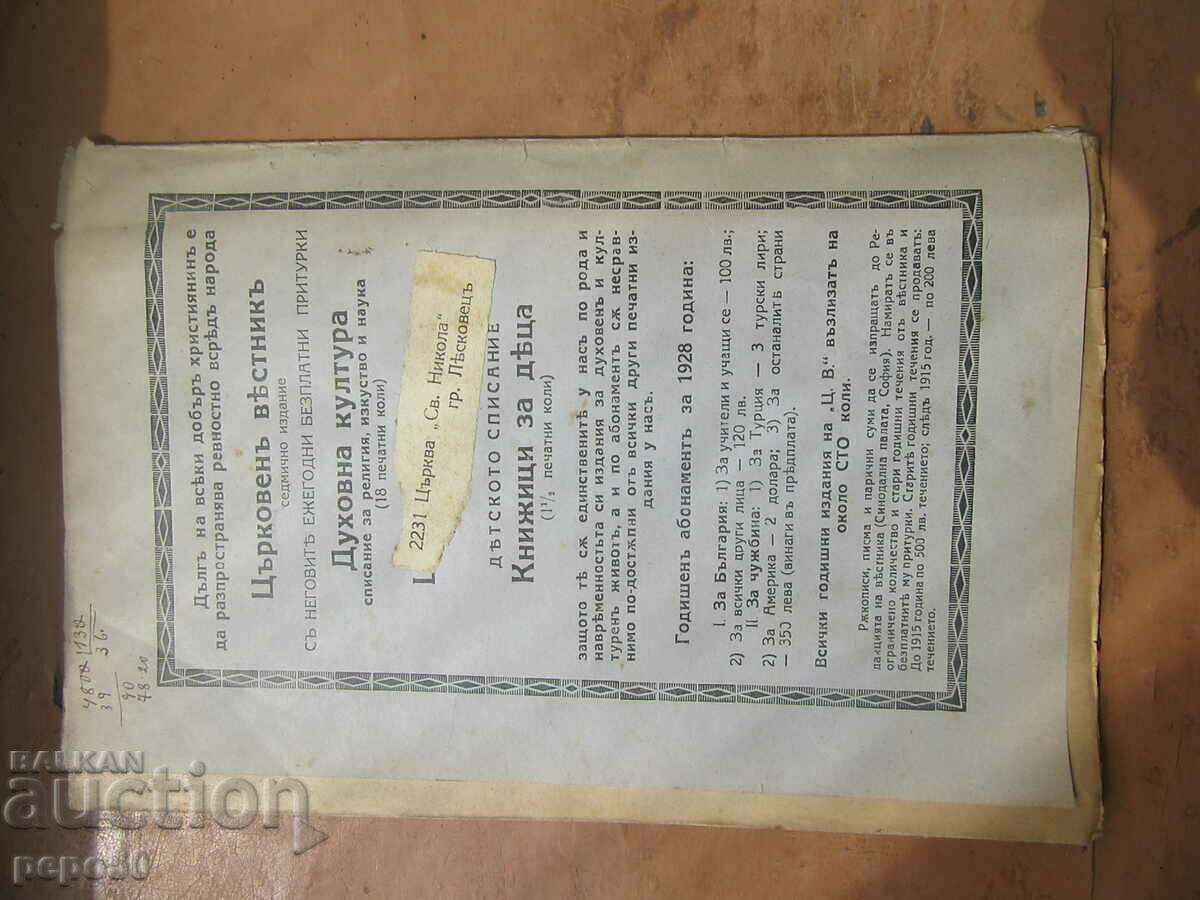 Дългъ на всѣки добъръ християнинъ е
да разпространява ревностно всрѣдъ народа
Църковенъ вѣстникъ
седмично издание
съ неговитѣ ежегодни безплатни притурки
Духовна култура
списание за религия, изкуство и наука
(18 печатни коли)
2231 Църква „Св. Никола“
гр. Лѣсковецъ
дѣтското списание
Книжици за дѣца
(1½ печатни коли)
защото тѣ сѫ единственитѣ у насъ по рода и
наврѣменностьта си издания за духовенъ и кул-
туренъ животъ, а и по абонаментъ сѫ несрав-
нимо по-достѫпни отъ всички други печатни из-
дания у насъ.
Годишенъ абонаментъ за 1928 година:
I. За България: 1) За учители и учащи се — 100 лв.;
2) За всички други лица — 120 лв.
II. За чужбина: 1) За Турция — 3 турски лири;
2) За Америка — 2 долара; 3) За останалитѣ страни
— 350 лева (винаги въ прѣдплата).
Всички годишни издания на „Ц. В.“ възлизатъ на
около СТО коли.
Рѫкописи, писма и парични суми да се изпращатъ до Ре-
дакцията на вѣстника (Синодална палата, София). Намиратъ се въ
ограничено количество и стари годишни течения отъ вѣстника и
безплатнитѣ му притурки. Старитѣ годишни течения се продаватъ:
До 1915 година по 500 лв. течението; слѣдъ 1915 год. — по 200 лева
течението.
39
90
78
36
BALKAN
auction
pepo40